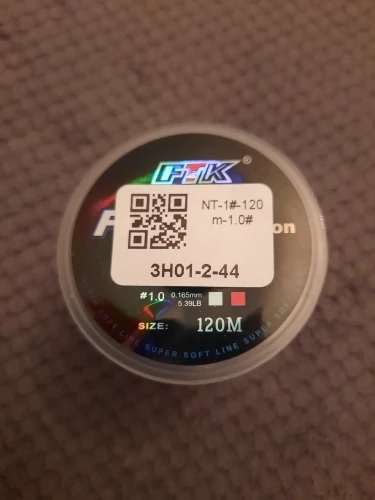 FTK®
NT-1#-120
m-1.0#
F
on
3H01-2-44
#1.0 0.165mm
5.39LB
SIZE: 120M
SOFT LINE SUPER SOFT LINE SUPER